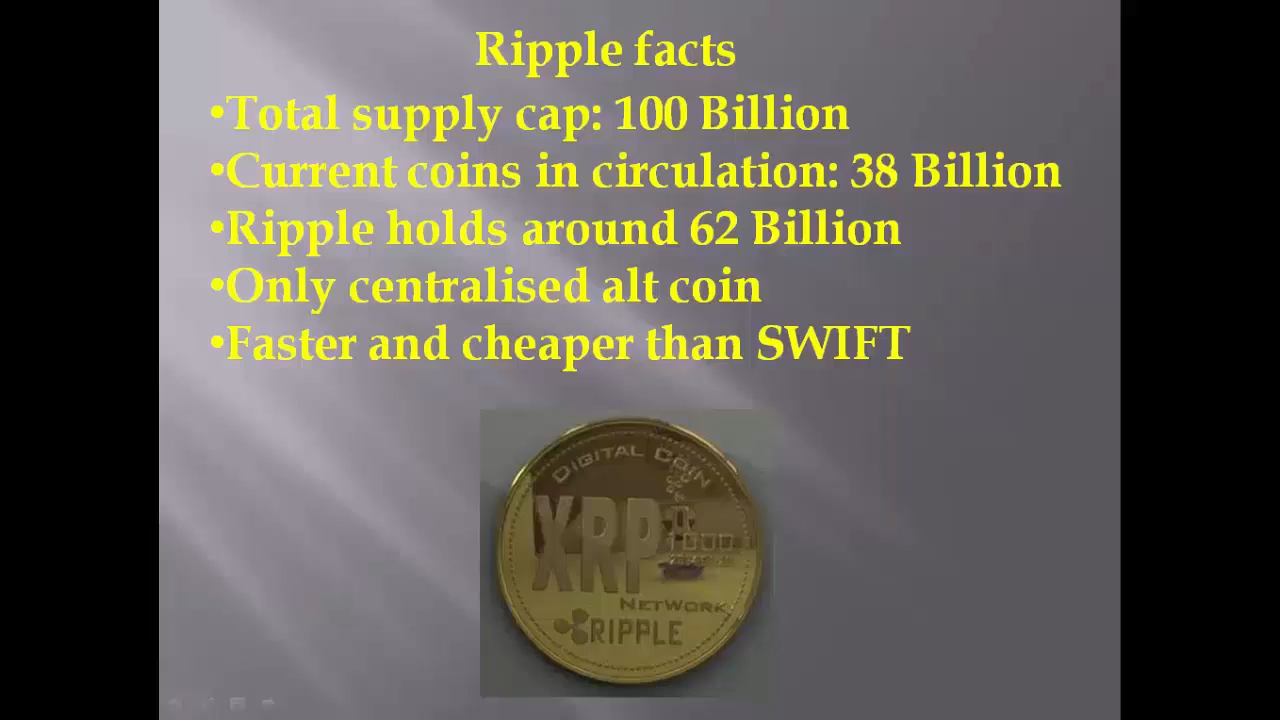 Ripple facts
•Total supply cap: 100 Billion
•Current coins in circulation: 38 Billion
•Ripple holds around 62 Billion
•Only centralised alt coin
•Faster and cheaper than SWIFT
DIGITAL COIN
XRP
1000
NETWORK
RIPPLE